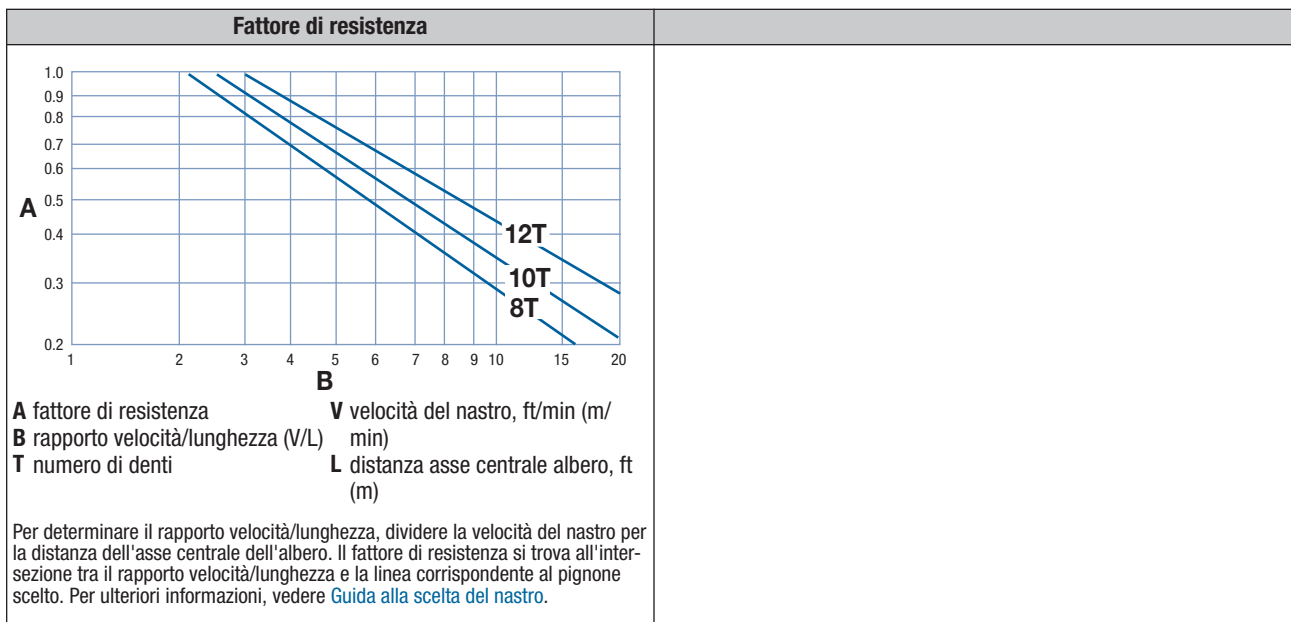 Fattore di resistenza
1.0
0.9
0.8
0.7
0.6
0.5
0.4
0.3
0.2
A
12T
10T
8T
1 2 3 4 5 6 7 8 9 10 15 20
B
A fattore di resistenza
B rapporto velocità/lunghezza (V/L)
T numero di denti
V velocità del nastro, ft/min (m/
min)
L distanza asse centrale albero, ft
(m)
Per determinare il rapporto velocità/lunghezza, dividere la velocità del nastro per
la distanza dell'asse centrale dell'albero. Il fattore di resistenza si trova all'inter-
sezione tra il rapporto velocità/lunghezza e la linea corrispondente al pignone
scelto. Per ulteriori informazioni, vedere Guida alla scelta del nastro.